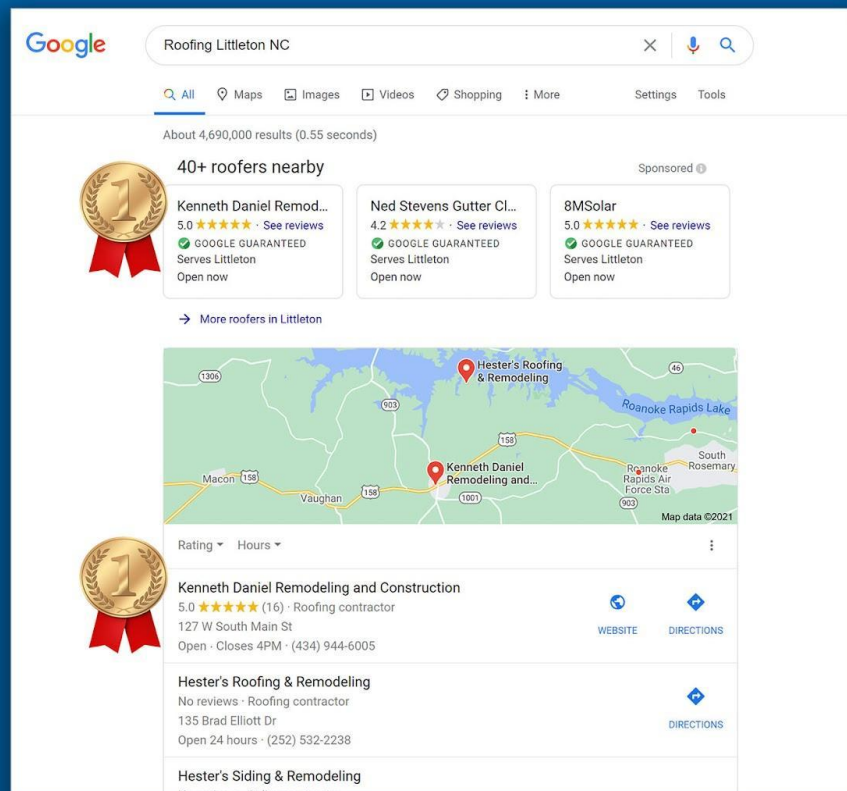 Google
Roofing Littleton NC
All Maps Images Videos Shopping More Settings Tools
About 4,690,000 results (0.55 seconds)
40+ roofers nearby
Sponsored
1
Kenneth Daniel Remod...
5.0 · See reviews
GOOGLE GUARANTEED
Serves Littleton
Open now
Ned Stevens Gutter Cl...
4.2 · See reviews
GOOGLE GUARANTEED
Serves Littleton
Open now
8MSolar
5.0 · See reviews
GOOGLE GUARANTEED
Serves Littleton
Open now
More roofers in Littleton
Hester's Roofing
& Remodeling
1306
46
903
Roanoke Rapids Lake
158
South
Rosemary
Kenneth Daniel
Remodeling and...
Roanoke
Rapids Air
Force Sta
Macon
158
Vaughan
158
1001
903
Map data ©2021
Rating Hours
1
Kenneth Daniel Remodeling and Construction
5.0 (16) · Roofing contractor
127 W South Main St
Open · Closes 4PM · (434) 944-6005
WEBSITE
DIRECTIONS
Hester's Roofing & Remodeling
No reviews · Roofing contractor
135 Brad Elliott Dr
Open 24 hours · (252) 532-2238
DIRECTIONS
Hester's Siding & Remodeling